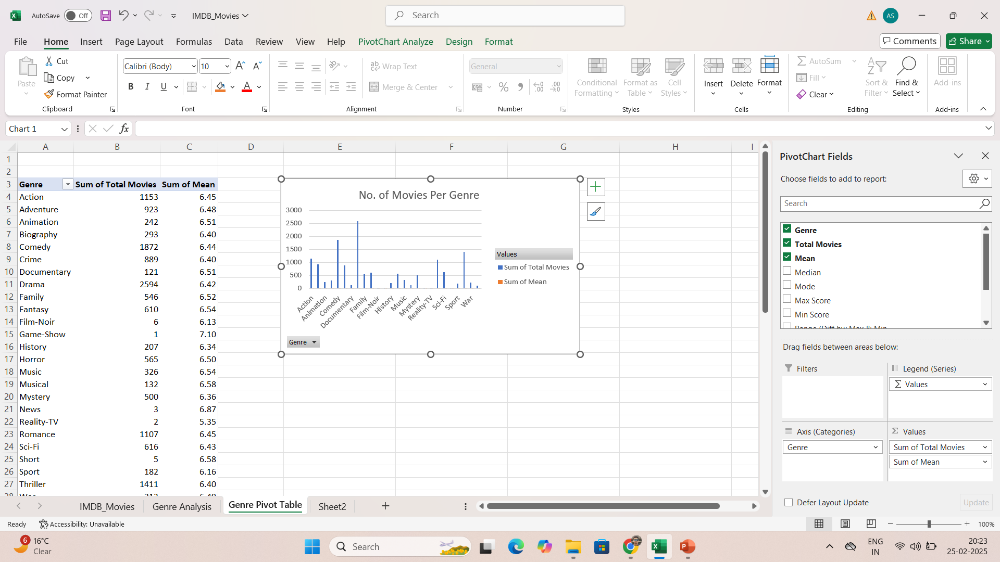 AutoSave Off IMDB_Movies Search AS
File Home Insert Page Layout Formulas Data Review View Help PivotChart Analyze Design Format Comments Share
Paste Cut Copy Format Painter Clipboard
Calibri (Body) 10 B I U A Font
Wrap Text Merge & Center Alignment
General % Number
Conditional Formatting Format as Table Cell Styles Styles
Insert Delete Format Cells
AutoSum Fill Clear Sort & Filter Find & Select Editing
Add-ins Add-ins
Chart 1 fx
A B C D E F G H I
1
2
3 Genre Sum of Total Movies Sum of Mean
4 Action 1153 6.45
5 Adventure 923 6.48
6 Animation 242 6.51
7 Biography 293 6.40
8 Comedy 1872 6.44
9 Crime 889 6.40
10 Documentary 121 6.51
11 Drama 2594 6.42
12 Family 546 6.52
13 Fantasy 610 6.54
14 Film-Noir 6 6.13
15 Game-Show 1 7.10
16 History 207 6.34
17 Horror 565 6.50
18 Music 326 6.54
19 Musical 132 6.58
20 Mystery 500 6.36
21 News 3 6.87
22 Reality-TV 2 5.35
23 Romance 1107 6.45
24 Sci-Fi 616 6.43
25 Short 5 6.58
26 Sport 182 6.16
27 Thriller 1411 6.40
No. of Movies Per Genre
3000
2500
2000
1500
1000
500
0
Action Animation Comedy Documentary Family Film-Noir History Music Mystery Reality-TV Sci-Fi Sport War
Values
Sum of Total Movies
Sum of Mean
Genre
PivotChart Fields
Choose fields to add to report:
Search
Genre
Total Movies
Mean
Median
Mode
Max Score
Min Score
Drag fields between areas below:
Filters
Legend (Series)
Σ Values
Axis (Categories)
Genre
Σ Values
Sum of Total Movies
Sum of Mean
Defer Layout Update Update
IMDB_Movies Genre Analysis Genre Pivot Table Sheet2
Ready Accessibility: Unavailable 100%
6 16°C
Clear
Search
ENG
IN
20:23
25-02-2025